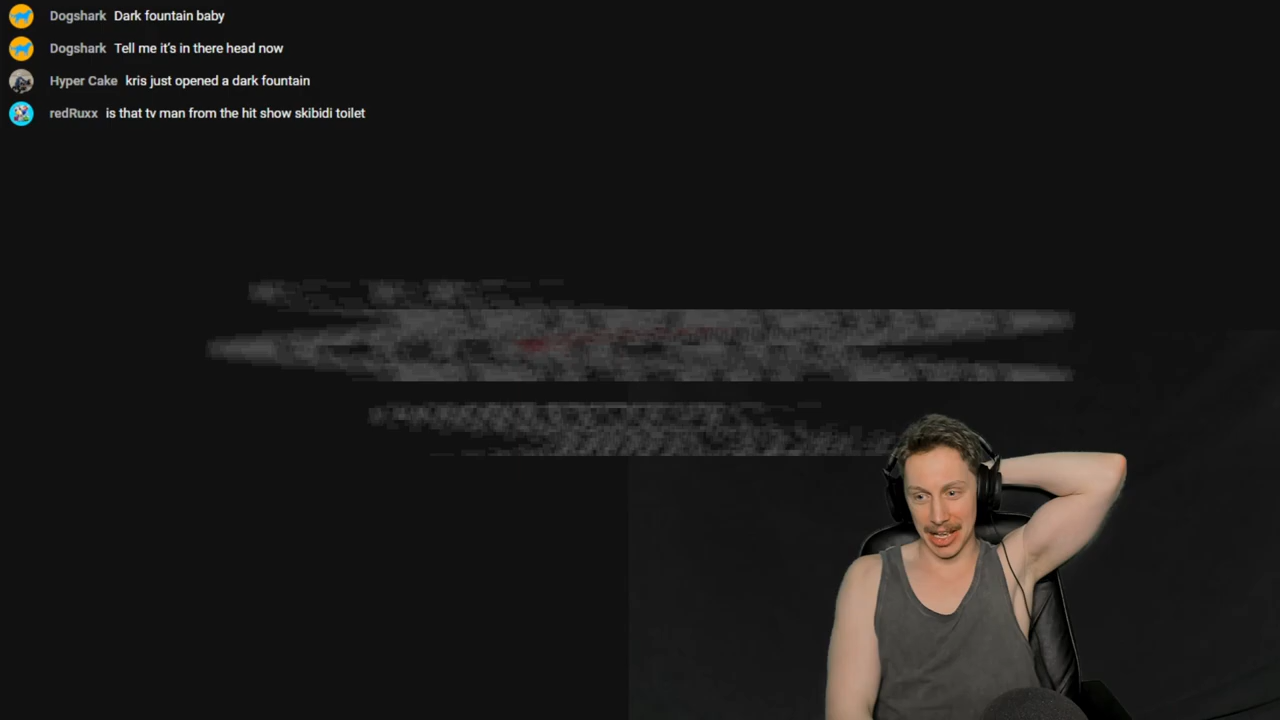 Dogshark Dark fountain baby
Dogshark Tell me it's in there head now
Hyper Cake kris just opened a dark fountain
redRuxx is that tv man from the hit show skibidi toilet